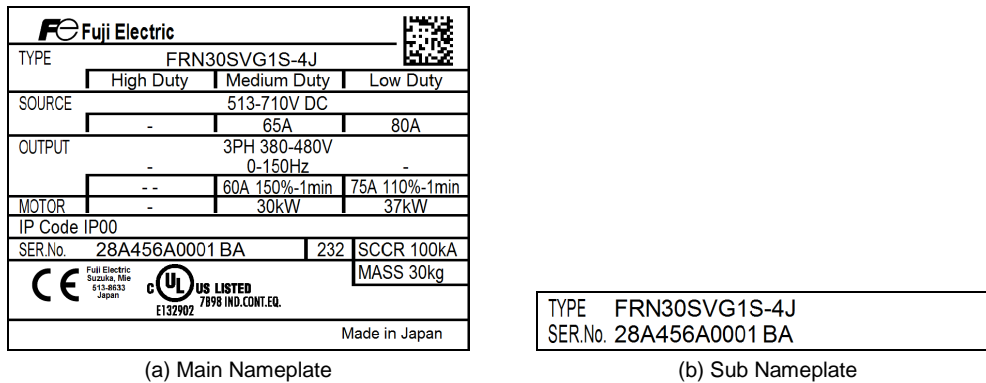 Fe Fuji Electric
TYPE FRN30SVG1S-4J
High Duty Medium Duty Low Duty
SOURCE 513-710V DC
- 65A 80A
OUTPUT 3PH 380-480V
- 0-150Hz -
- - 60A 150%-1min 75A 110%-1min
MOTOR - 30kW 37kW
IP Code IP00
SER.No. 28A456A0001 BA 232 SCCR 100kA
MASS 30kg
CE
Fuji Electric
Suzuka, Mie
513-8633
Japan
c UL US LISTED
E132902 7B98 IND.CONT.EQ.
Made in Japan
(a) Main Nameplate
TYPE FRN30SVG1S-4J
SER.No. 28A456A0001 BA
(b) Sub Nameplate